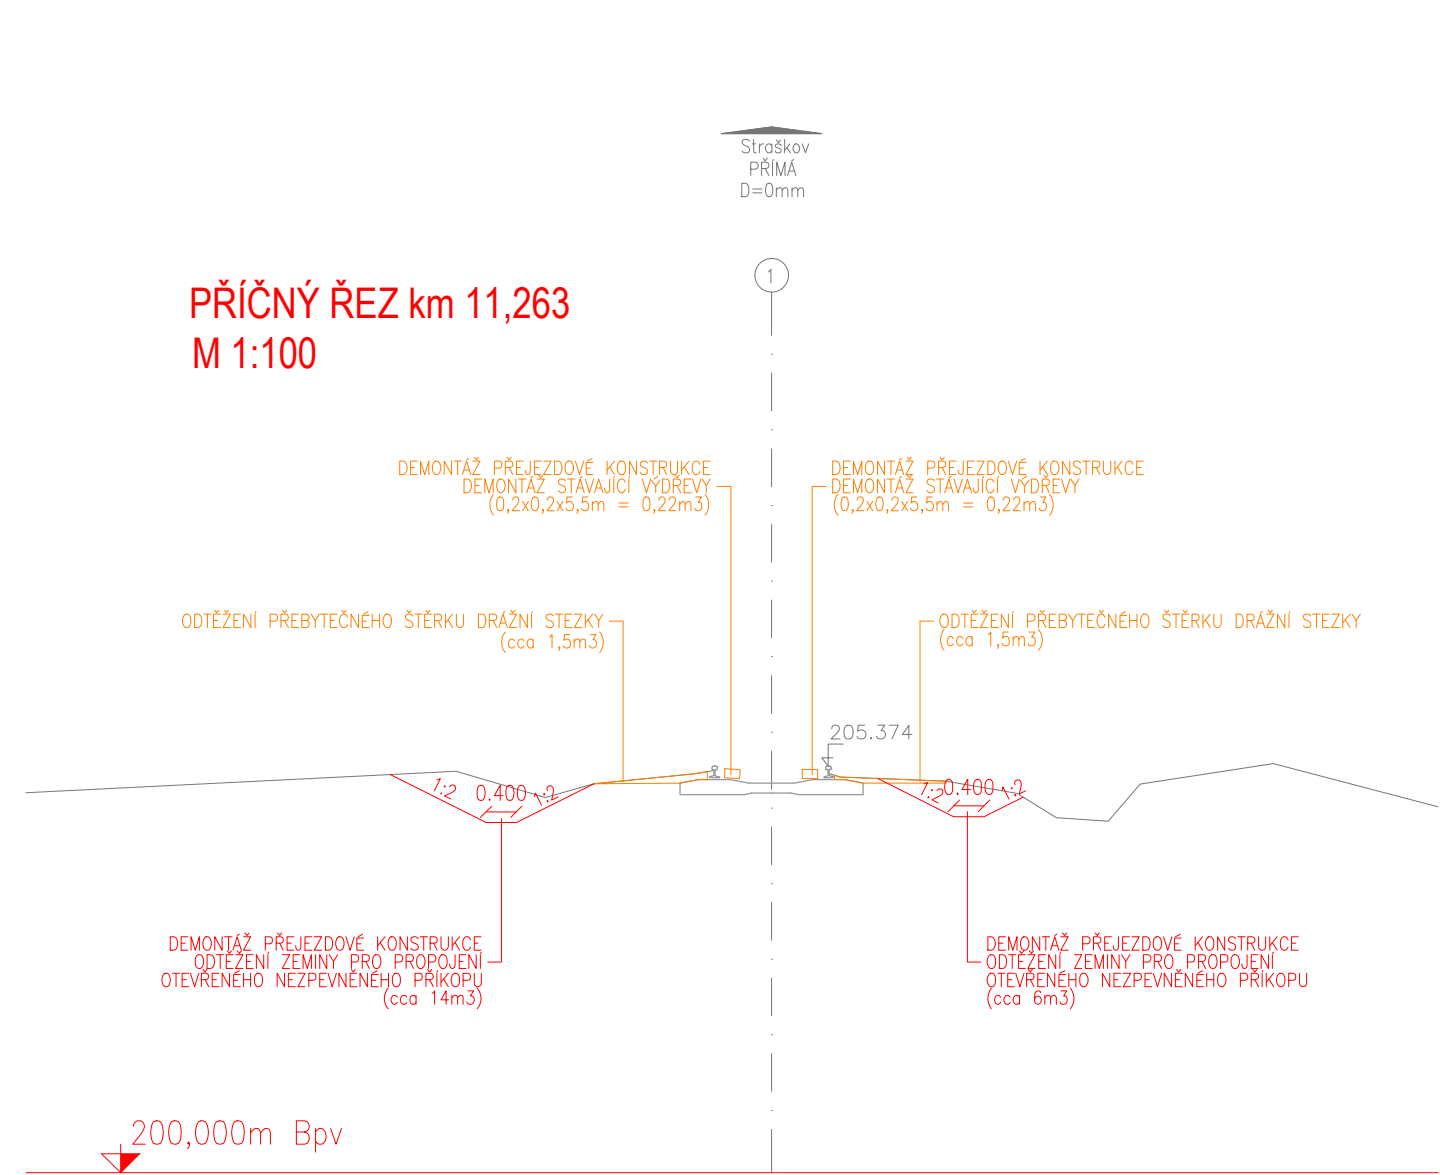 Straškov
PŘÍMÁ
D=0mm
1
PŘÍČNÝ ŘEZ km 11,263
M 1:100
DEMONTÁŽ PŘEJEZDOVÉ KONSTRUKCE
DEMONTÁŽ STÁVAJÍCÍ VÝDŘEVY
(0,2x0,2x5,5m = 0,22m3)
DEMONTÁŽ PŘEJEZDOVÉ KONSTRUKCE
DEMONTÁŽ STÁVAJÍCÍ VÝDŘEVY
(0,2x0,2x5,5m = 0,22m3)
ODTĚŽENÍ PŘEBYTEČNÉHO ŠTĚRKU DRÁŽNÍ STEZKY
(cca 1,5m3)
ODTĚŽENÍ PŘEBYTEČNÉHO ŠTĚRKU DRÁŽNÍ STEZKY
(cca 1,5m3)
205.374
1:2
0.400
1:2
1:2
0.400
1:2
DEMONTÁŽ PŘEJEZDOVÉ KONSTRUKCE
ODTĚŽENÍ ZEMINY PRO PROPOJENÍ
OTEVŘENÉHO NEZPEVNĚNÉHO PŘÍKOPU
(cca 14m3)
DEMONTÁŽ PŘEJEZDOVÉ KONSTRUKCE
ODTĚŽENÍ ZEMINY PRO PROPOJENÍ
OTEVŘENÉHO NEZPEVNĚNÉHO PŘÍKOPU
(cca 6m3)
200,000m Bpv